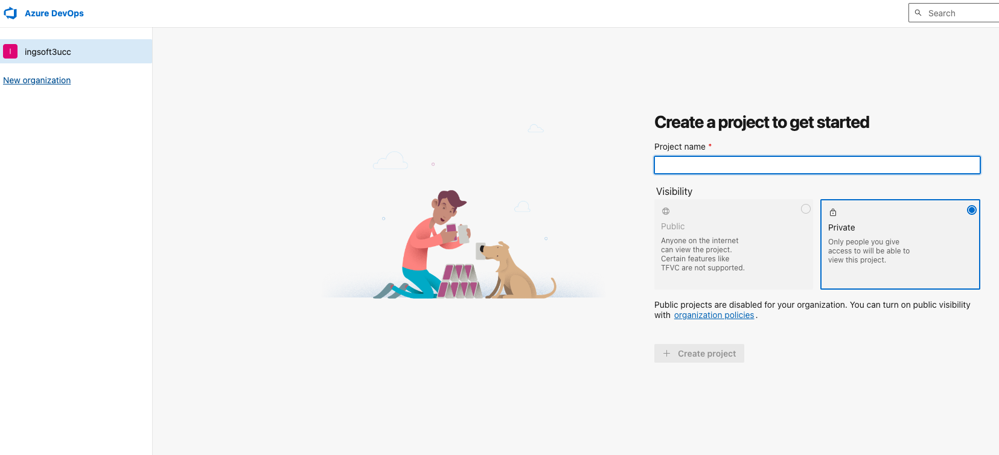 Azure DevOps
Search
I
ingsoft3ucc
New organization
Create a project to get started
Project name *
Visibility
Public
Anyone on the internet
can view the project.
Certain features like
TFVC are not supported.
Private
Only people you give
access to will be able to
view this project.
Public projects are disabled for your organization. You can turn on public visibility
with organization policies.
+ Create project